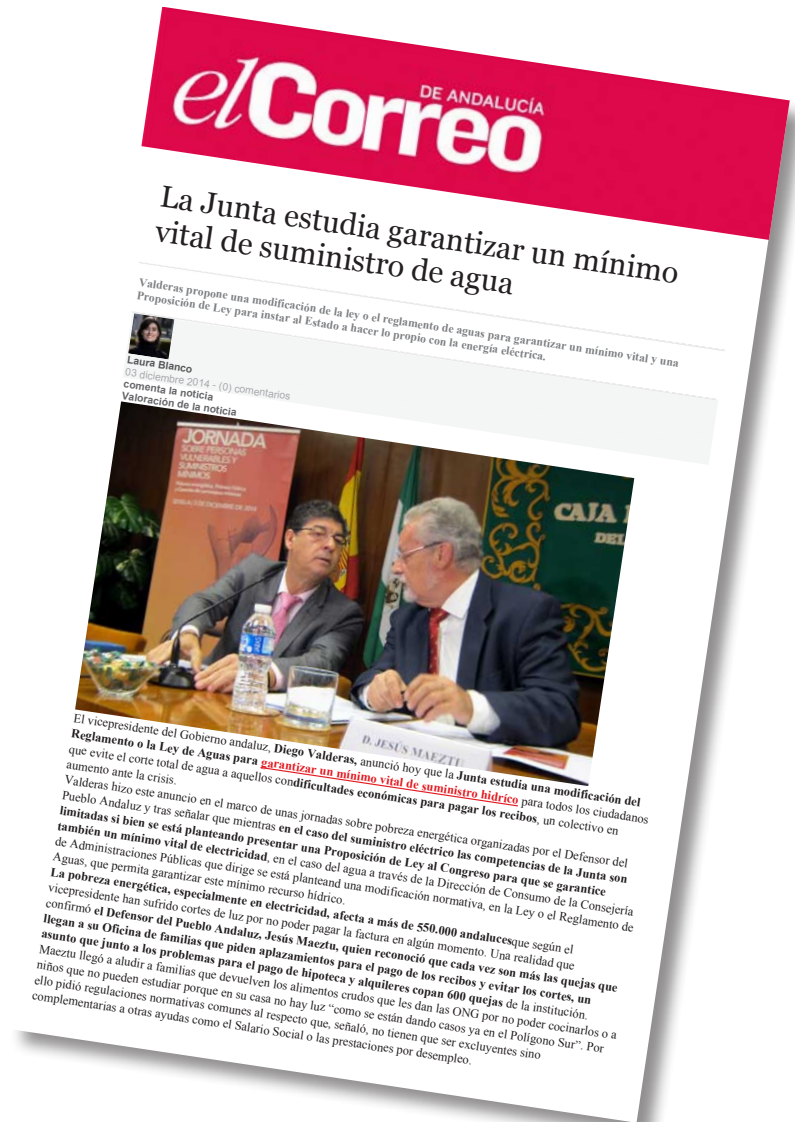 el Correo
DE ANDALUCÍA
La Junta estudia garantizar un mínimo
vital de suministro de agua
Valderas propone una modificación de la ley o el reglamento de aguas para garantizar un mínimo vital y una
Proposición de Ley para instar al Estado a hacer lo propio con la energía eléctrica.
Laura Blanco
03 diciembre 2014 - (0) comentarios
comenta la noticia
Valoración de la noticia
JORNADA
SOBRE PERSONAS
VULNERABLES Y
SUMINISTROS
MÍNIMOS
CAJA
DEL
D. JESÚS MAEZTU
El vicepresidente del Gobierno andaluz, Diego Valderas, anunció hoy que la Junta estudia una modificación del
Reglamento o la Ley de Aguas para garantizar un mínimo vital de suministro hidríco para todos los ciudadanos
que evite el corte total de agua a aquellos condificultades económicas para pagar los recibos, un colectivo en
aumento ante la crisis.
Valderas hizo este anuncio en el marco de unas jornadas sobre pobreza energética organizadas por el Defensor del
Pueblo Andaluz y tras señalar que mientras en el caso del suministro eléctrico las competencias de la Junta son
limitadas si bien se está planteando presentar una Proposición de Ley al Congreso para que se garantice
también un mínimo vital de electricidad, en el caso del agua a través de la Dirección de Consumo de la Consejería
de Administraciones Públicas que dirige se está planteand una modificación normativa, en la Ley o el Reglamento de
Aguas, que permita garantizar este mínimo recurso hídrico.
La pobreza energética, especialmente en electricidad, afecta a más de 550.000 andalucesque según el
vicepresidente han sufrido cortes de luz por no poder pagar la factura en algún momento. Una realidad que
confirmó el Defensor del Pueblo Andaluz, Jesús Maeztu, quien reconoció que cada vez son más las quejas que
llegan a su Oficina de familias que piden aplazamientos para el pago de los recibos y evitar los cortes, un
asunto que junto a los problemas para el pago de hipoteca y alquileres copan 600 quejas de la institución.
Maeztu llegó a aludir a familias que devuelven los alimentos crudos que les dan las ONG por no poder cocinarlos o a
niños que no pueden estudiar porque en su casa no hay luz “como se están dando casos ya en el Polígono Sur”. Por
ello pidió regulaciones normativas comunes al respecto que, señaló, no tienen que ser excluyentes sino
complementarias a otras ayudas como el Salario Social o las prestaciones por desempleo.